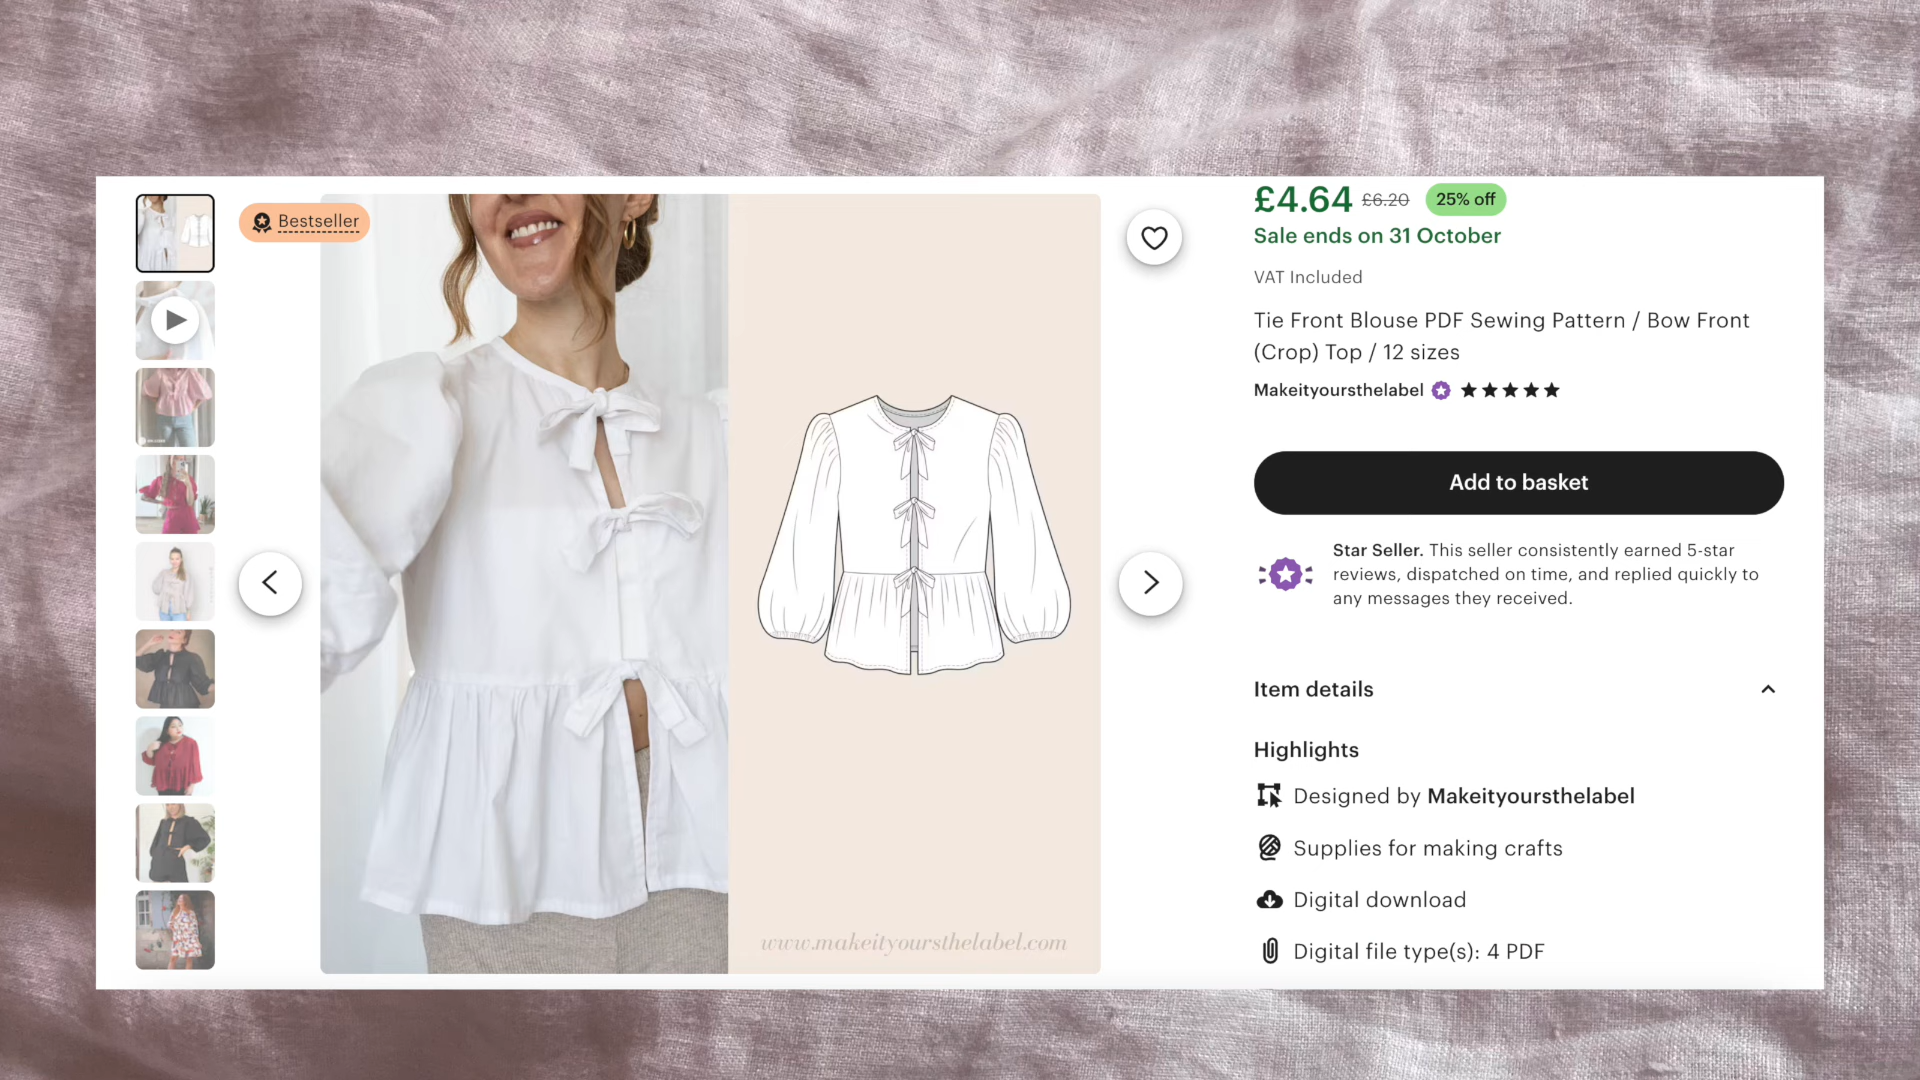 Bestseller
£4.64 £6.20 25% off
Sale ends on 31 October
VAT Included
Tie Front Blouse PDF Sewing Pattern / Bow Front
(Crop) Top / 12 sizes
Makeityoursthelabel
Add to basket
Star Seller. This seller consistently earned 5-star
reviews, dispatched on time, and replied quickly to
any messages they received.
Item details
Highlights
Designed by Makeityoursthelabel
Supplies for making crafts
Digital download
Digital file type(s): 4 PDF
www.makeityoursthelabel.com